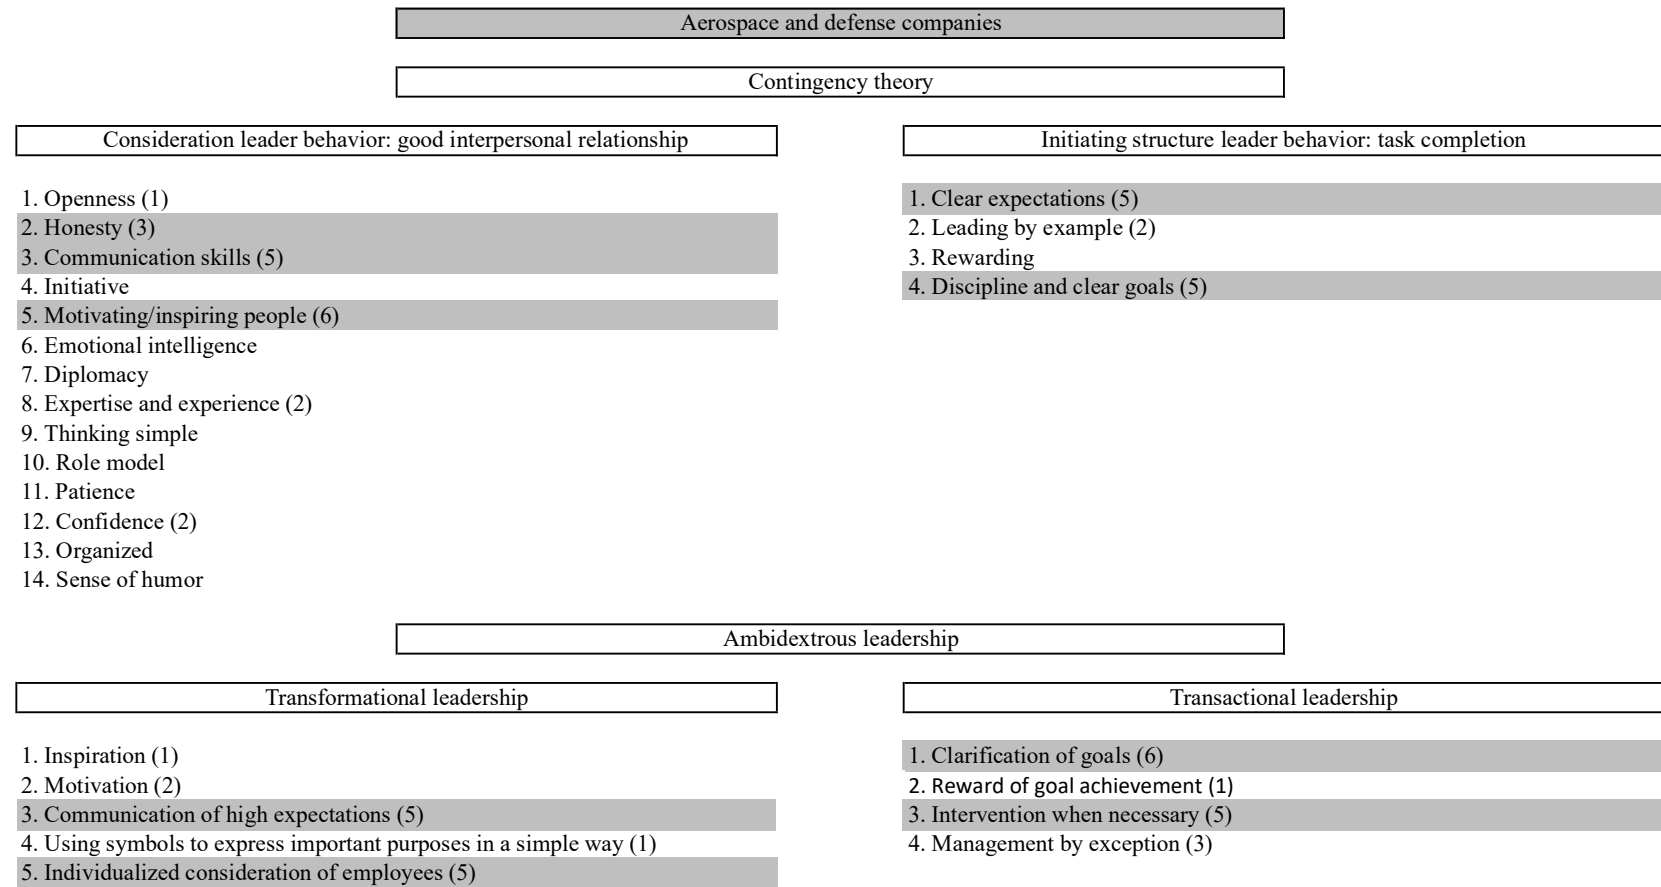 Aerospace and defense companies
Contingency theory
Consideration leader behavior: good interpersonal relationship
1. Openness (1)
2. Honesty (3)
3. Communication skills (5)
4. Initiative
5. Motivating/inspiring people (6)
6. Emotional intelligence
7. Diplomacy
8. Expertise and experience (2)
9. Thinking simple
10. Role model
11. Patience
12. Confidence (2)
13. Organized
14. Sense of humor
Initiating structure leader behavior: task completion
1. Clear expectations (5)
2. Leading by example (2)
3. Rewarding
4. Discipline and clear goals (5)
Ambidextrous leadership
Transformational leadership
1. Inspiration (1)
2. Motivation (2)
3. Communication of high expectations (5)
4. Using symbols to express important purposes in a simple way (1)
5. Individualized consideration of employees (5)
Transactional leadership
1. Clarification of goals (6)
2. Reward of goal achievement (1)
3. Intervention when necessary (5)
4. Management by exception (3)